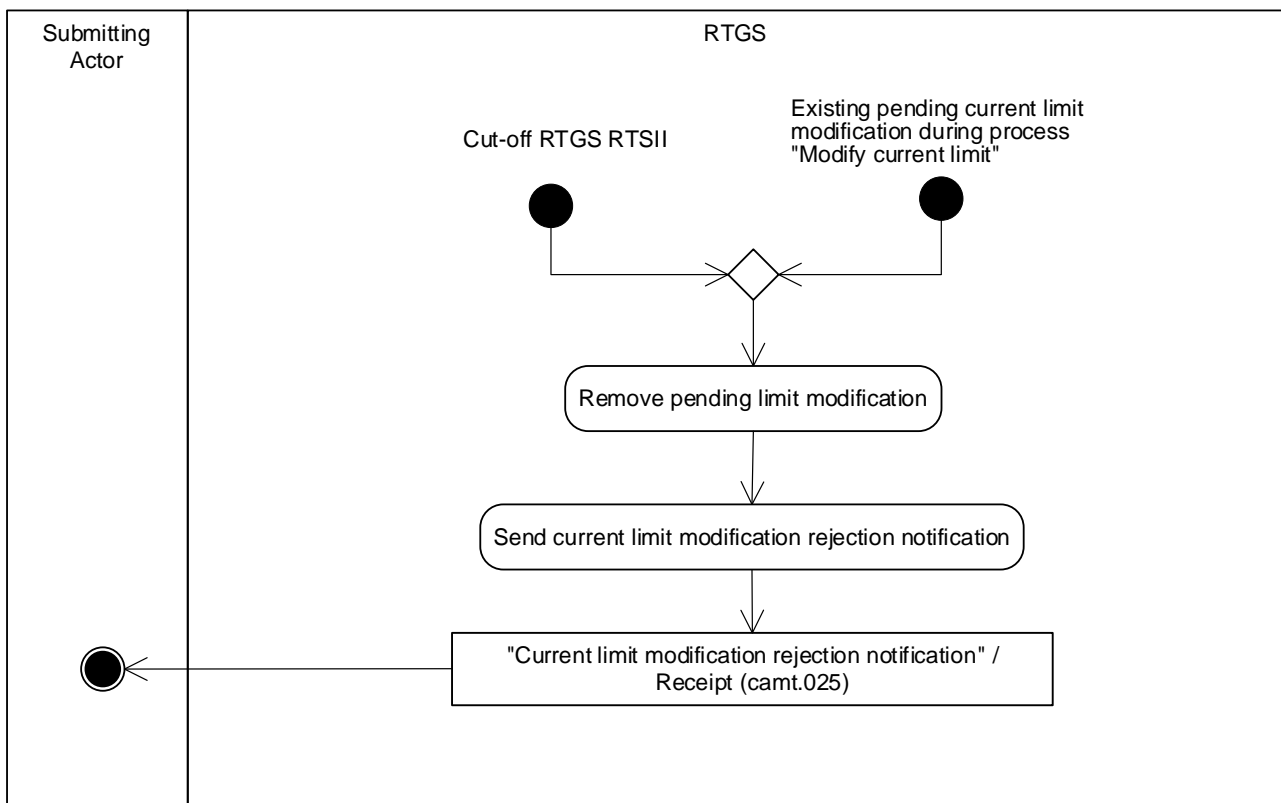 Submitting
Actor
RTGS
Cut-off RTGS RTSII
Existing pending current limit
modification during process
"Modify current limit"
Remove pending limit modification
Send current limit modification rejection notification
"Current limit modification rejection notification" /
Receipt (camt.025)